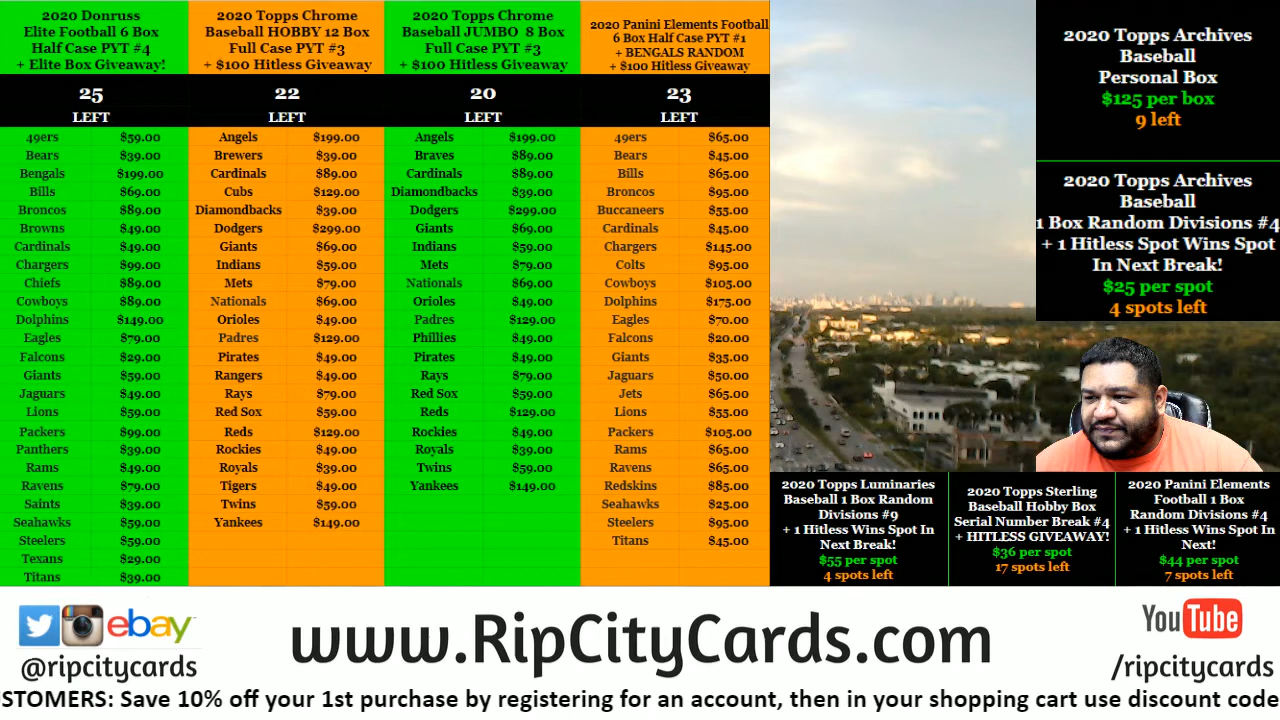 2020 Donruss
Elite Football 6 Box
Half Case PYT #4
+ Elite Box Giveaway!
25
LEFT
49ers $59.00
Bears $39.00
Bengals $199.00
Bills $69.00
Broncos $89.00
Browns $49.00
Cardinals $49.00
Chargers $99.00
Chiefs $89.00
Cowboys $89.00
Dolphins $149.00
Eagles $79.00
Falcons $29.00
Giants $59.00
Jaguars $49.00
Lions $59.00
Packers $99.00
Panthers $39.00
Rams $49.00
Ravens $79.00
Saints $39.00
Seahawks $59.00
Steelers $59.00
Texans $29.00
Titans $39.00
2020 Topps Chrome
Baseball HOBBY 12 Box
Full Case PYT #3
+ $100 Hitless Giveaway
22
LEFT
Angels $199.00
Brewers $39.00
Cardinals $89.00
Cubs $129.00
Diamondbacks $39.00
Dodgers $299.00
Giants $69.00
Indians $59.00
Mets $79.00
Nationals $69.00
Orioles $49.00
Padres $129.00
Pirates $49.00
Rangers $49.00
Rays $79.00
Red Sox $59.00
Reds $129.00
Rockies $49.00
Royals $39.00
Tigers $49.00
Twins $59.00
Yankees $149.00
2020 Topps Chrome
Baseball JUMBO 8 Box
Full Case PYT #3
+ $100 Hitless Giveaway
20
LEFT
Angels $199.00
Braves $89.00
Cardinals $89.00
Diamondbacks $39.00
Dodgers $299.00
Giants $69.00
Indians $59.00
Mets $79.00
Nationals $69.00
Orioles $49.00
Padres $129.00
Phillies $49.00
Pirates $49.00
Rays $79.00
Red Sox $59.00
Reds $129.00
Rockies $49.00
Royals $39.00
Twins $59.00
Yankees $149.00
2020 Panini Elements Football
6 Box Half Case PYT #1
+ BENGALS RANDOM
+ $100 Hitless Giveaway
23
LEFT
49ers $65.00
Bears $45.00
Bills $65.00
Broncos $95.00
Buccaneers $55.00
Cardinals $45.00
Chargers $145.00
Colts $95.00
Cowboys $105.00
Dolphins $175.00
Eagles $70.00
Falcons $20.00
Giants $35.00
Jaguars $50.00
Jets $65.00
Lions $55.00
Packers $105.00
Rams $65.00
Ravens $65.00
Redskins $85.00
Seahawks $25.00
Steelers $95.00
Titans $45.00
2020 Topps Archives
Baseball
Personal Box
$125 per box
9 left
2020 Topps Archives
Baseball
1 Box Random Divisions #4
+ 1 Hitless Spot Wins Spot
In Next Break!
$25 per spot
4 spots left
2020 Topps Luminaries
Baseball 1 Box Random
Divisions #9
+ 1 Hitless Wins Spot In
Next Break!
$55 per spot
4 spots left
2020 Topps Sterling
Baseball Hobby Box
Serial Number Break #4
+ HITLESS GIVEAWAY!
$36 per spot
17 spots left
2020 Panini Elements
Football 1 Box
Random Divisions #4
+ 1 Hitless Wins Spot In
Next!
$44 per spot
7 spots left
ebay
@ripcitycards
www.RipCityCards.com
YouTube
/ripcitycards
STOMERS: Save 10% off your 1st purchase by registering for an account, then in your shopping cart use discount code